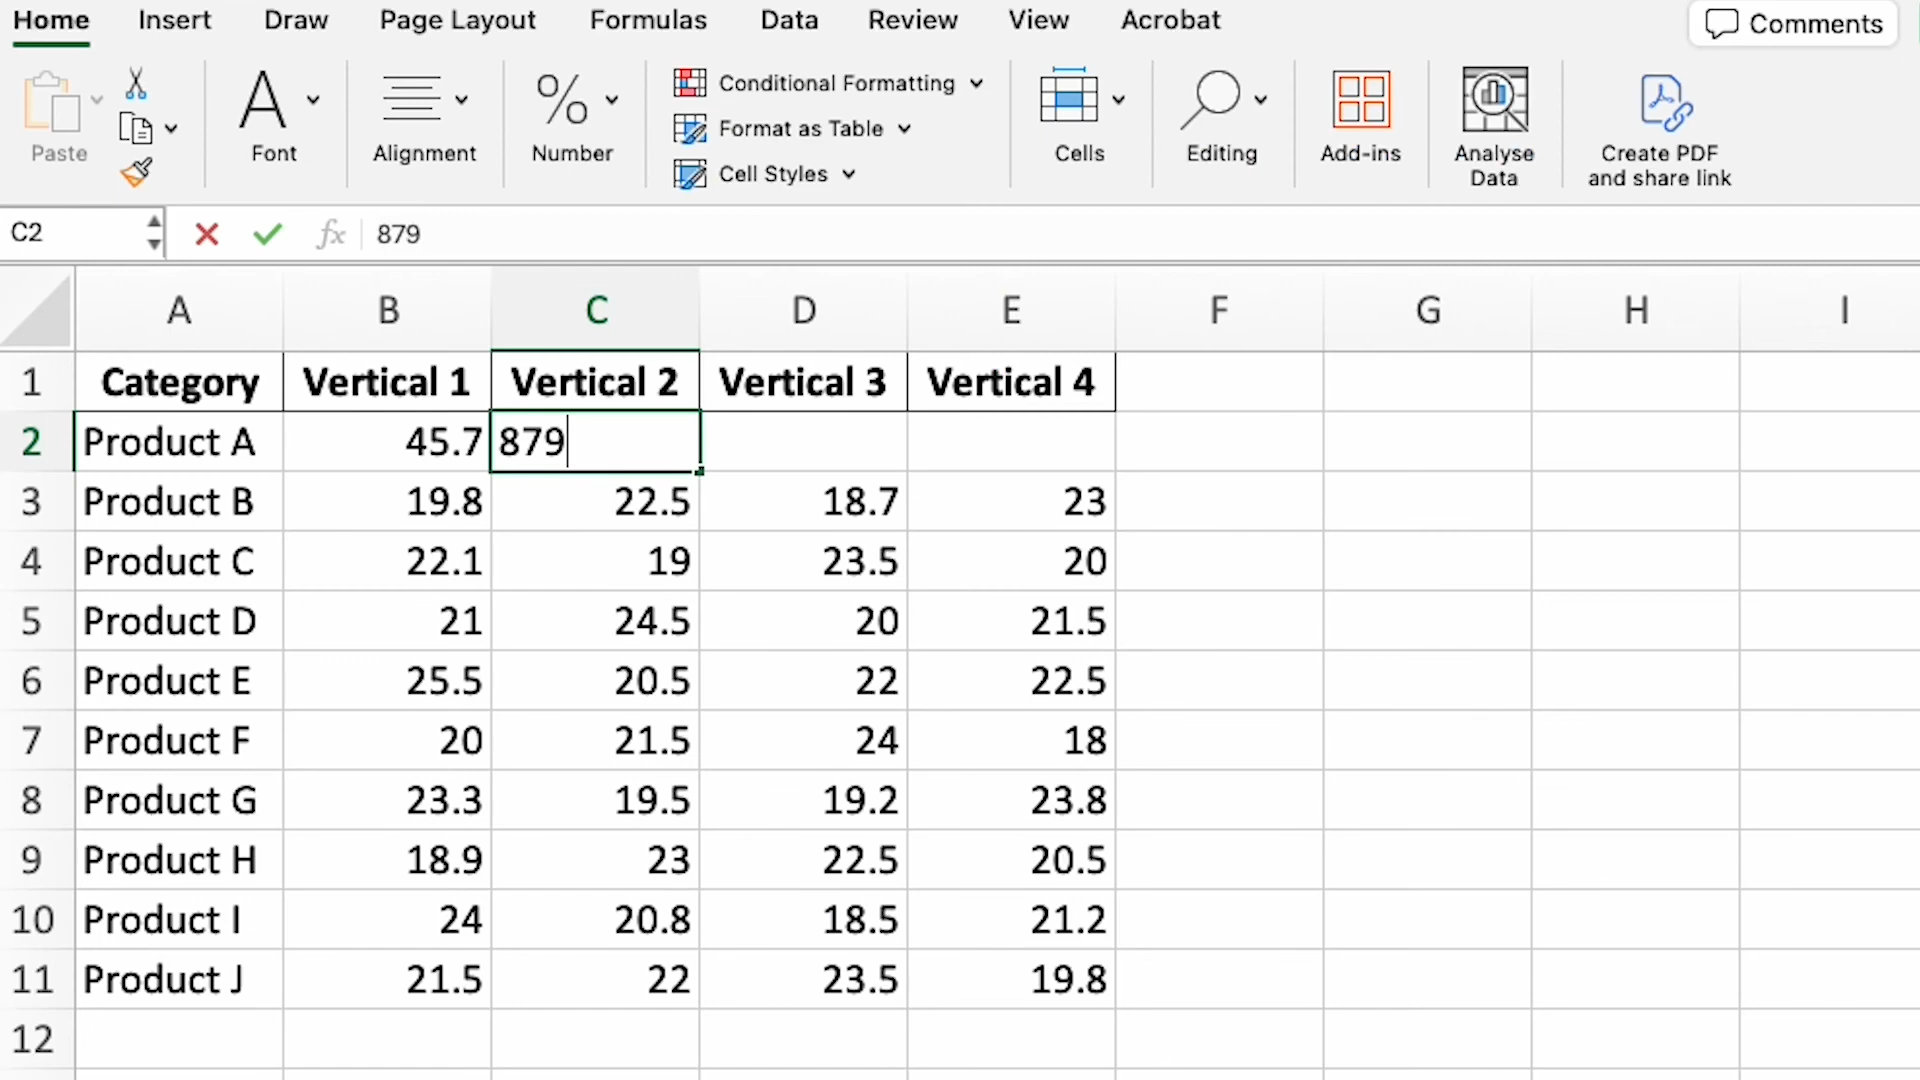 Home Insert Draw Page Layout Formulas Data Review View Acrobat Comments
Paste Font Alignment Number Conditional Formatting Format as Table Cell Styles Cells Editing Add-ins Analyse Data Create PDF and share link
C2 fx 879
A B C D E F G H I
1 Category Vertical 1 Vertical 2 Vertical 3 Vertical 4
2 Product A 45.7 879
3 Product B 19.8 22.5 18.7 23
4 Product C 22.1 19 23.5 20
5 Product D 21 24.5 20 21.5
6 Product E 25.5 20.5 22 22.5
7 Product F 20 21.5 24 18
8 Product G 23.3 19.5 19.2 23.8
9 Product H 18.9 23 22.5 20.5
10 Product I 24 20.8 18.5 21.2
11 Product J 21.5 22 23.5 19.8
12